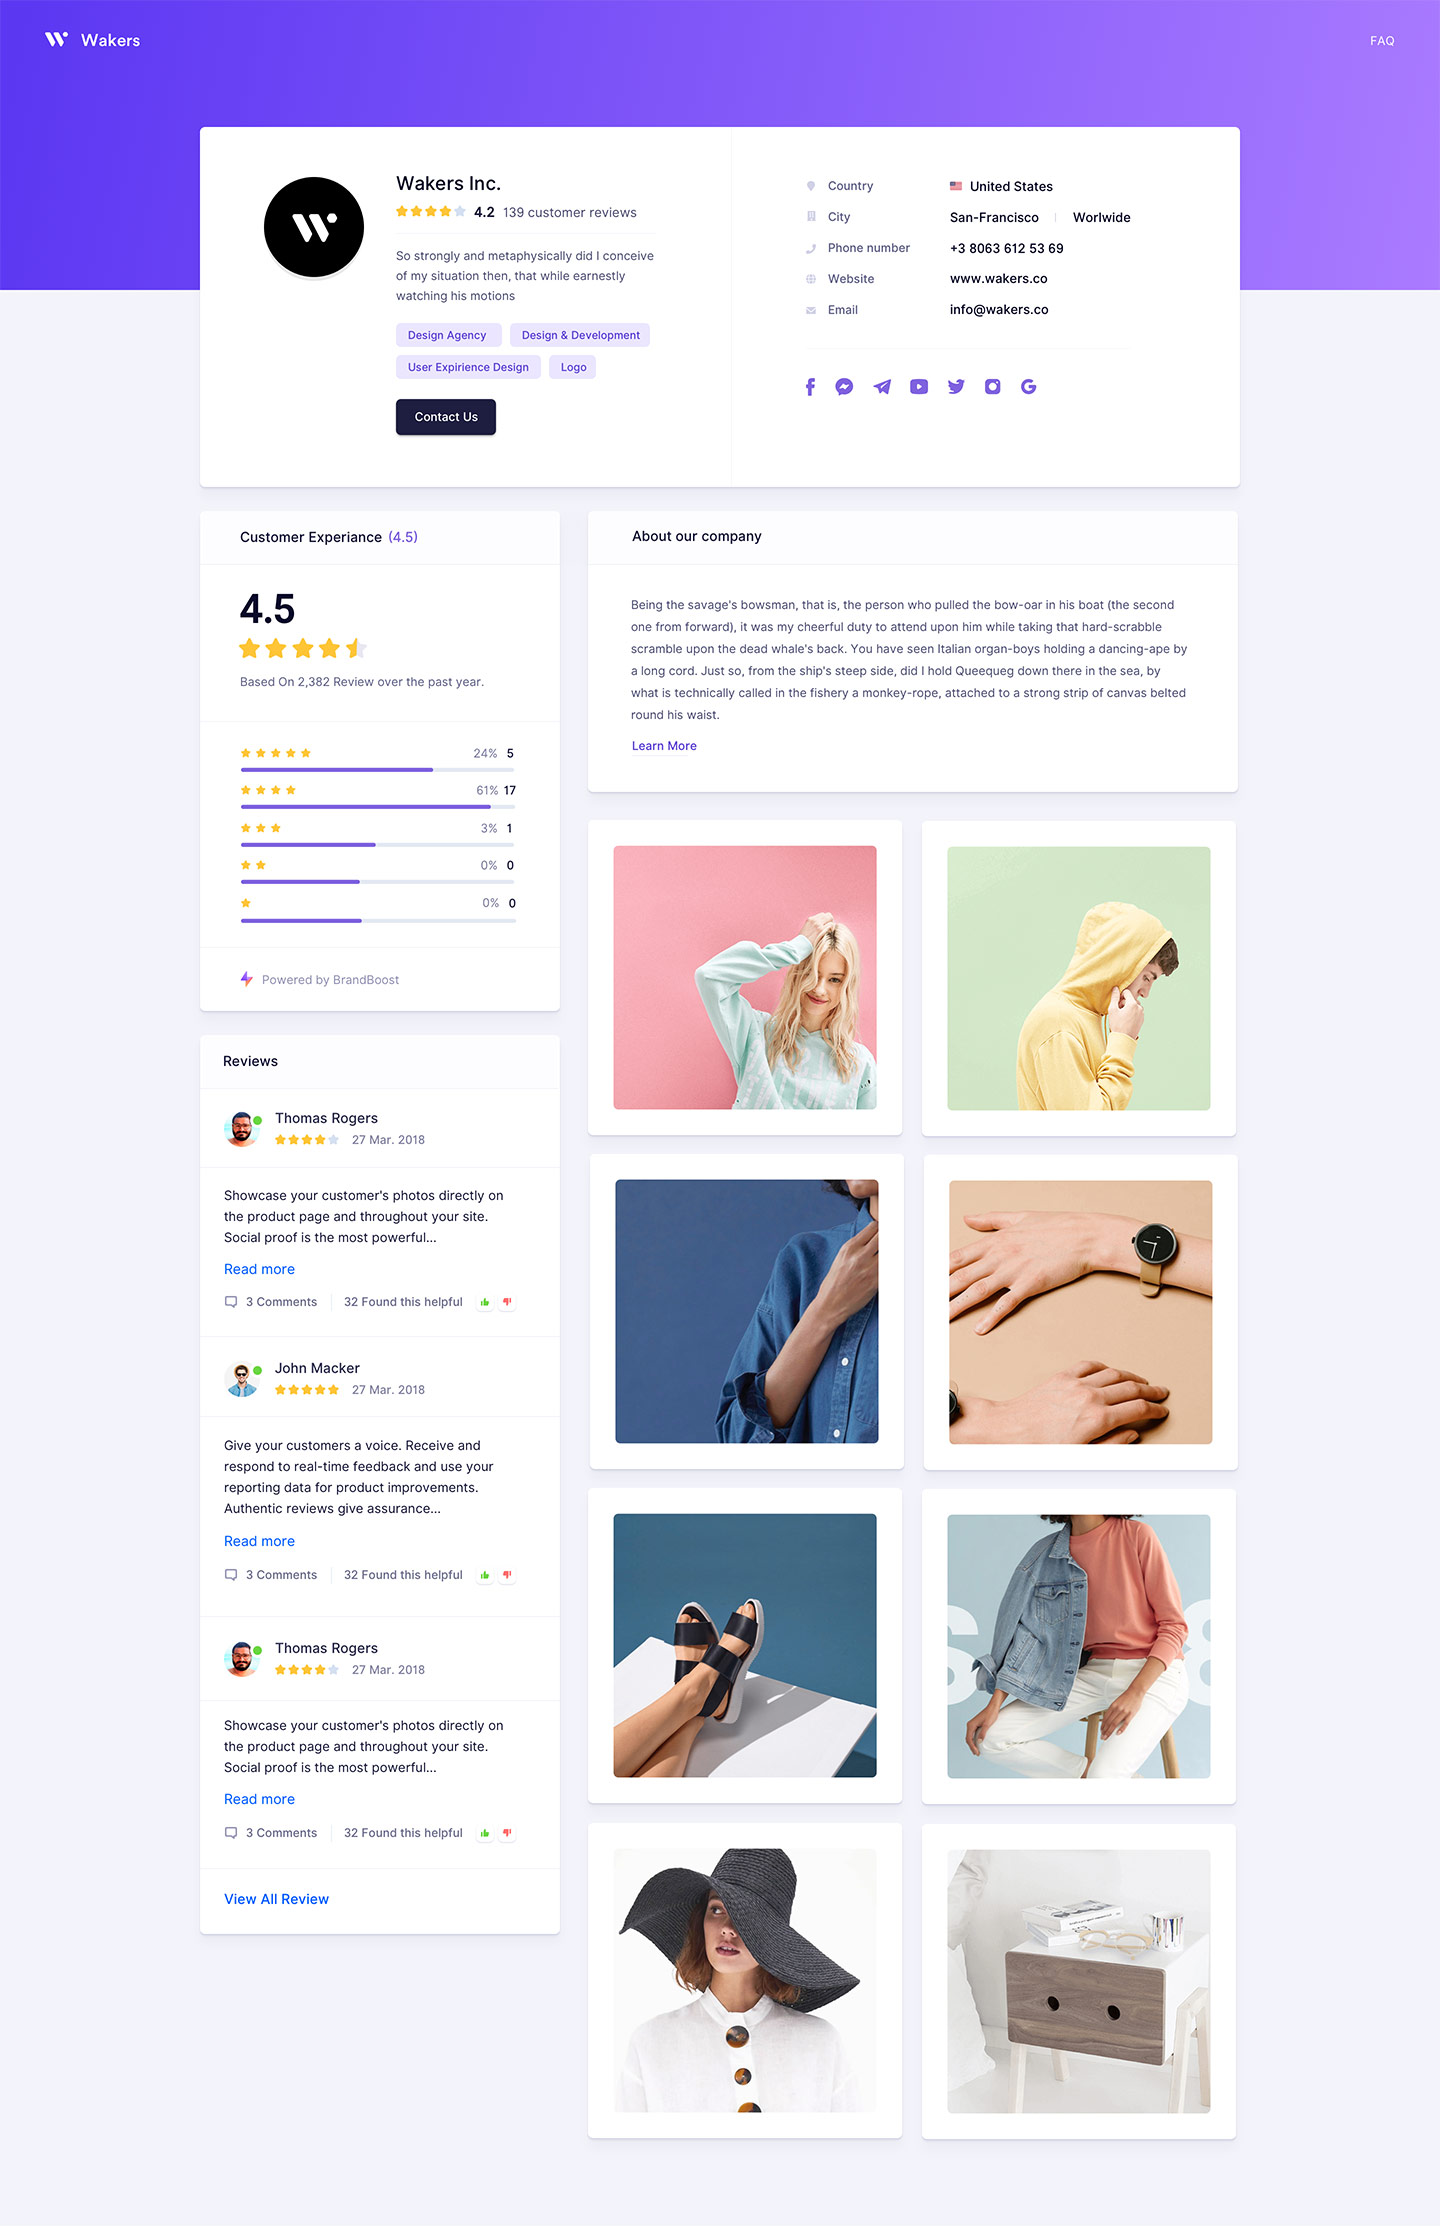 Wakers
FAQ
Wakers Inc.
4.2 139 customer reviews
So strongly and metaphysically did I conceive
of my situation then, that while earnestly
watching his motions
Design Agency
Design & Development
User Expirience Design
Logo
Contact Us
Country
United States
City
San-Francisco
Worlwide
Phone number
+3 8063 612 53 69
Website
www.wakers.co
Email
info@wakers.co
Customer Experiance (4.5)
4.5
Based On 2,382 Review over the past year.
24% 5
61% 17
3% 1
0% 0
0% 0
Powered by BrandBoost
About our company
Being the savage's bowsman, that is, the person who pulled the bow-oar in his boat (the second
one from forward), it was my cheerful duty to attend upon him while taking that hard-scrabble
scramble upon the dead whale's back. You have seen Italian organ-boys holding a dancing-ape by
a long cord. Just so, from the ship's steep side, did I hold Queequeg down there in the sea, by
what is technically called in the fishery a monkey-rope, attached to a strong strip of canvas belted
round his waist.
Learn More
Reviews
Thomas Rogers
27 Mar. 2018
Showcase your customer's photos directly on
the product page and throughout your site.
Social proof is the most powerful...
Read more
3 Comments
32 Found this helpful
John Macker
27 Mar. 2018
Give your customers a voice. Receive and
respond to real-time feedback and use your
reporting data for product improvements.
Authentic reviews give assurance...
Read more
3 Comments
32 Found this helpful
Thomas Rogers
27 Mar. 2018
Showcase your customer's photos directly on
the product page and throughout your site.
Social proof is the most powerful...
Read more
3 Comments
32 Found this helpful
View All Review